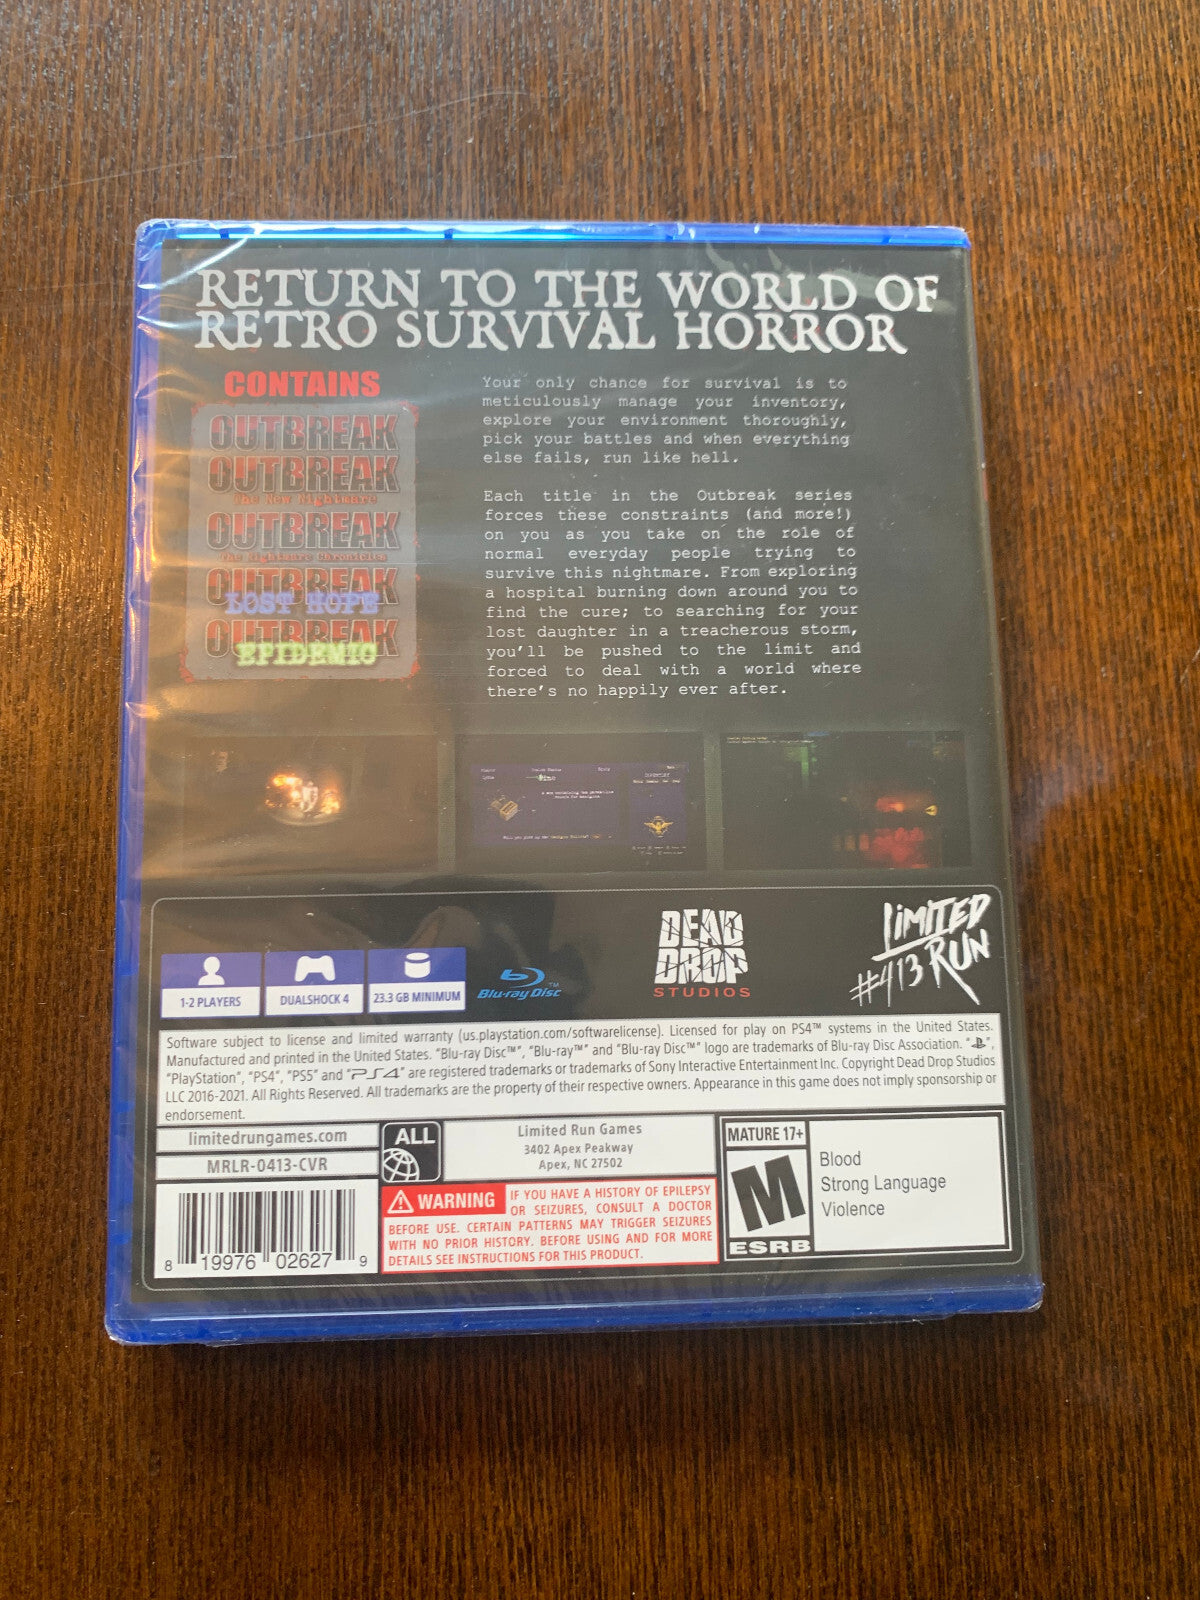 RETURN TO THE WORLD OF
RETRO SURVIVAL HORROR
CONTAINS
OUTBREAK
OUTBREAK
The New Nightmare
OUTBREAK
The Nightmare Chronicles
OUTBREAK
LOST HOPE
OUTBREAK
EPIDEMIC
Your only chance for survival is to
meticulously manage your inventory,
explore your environment thoroughly,
pick your battles and when everything
else fails, run like hell.
Each title in the Outbreak series
forces these constraints (and more!)
on you as you take on the role of
normal everyday people trying to
survive this nightmare. From exploring
a hospital burning down around you to
find the cure; to searching for your
lost daughter in a treacherous storm,
you'll be pushed to the limit and
forced to deal with a world where
there's no happily ever after.
1-2 PLAYERS
DUALSHOCK 4
23.3 GB MINIMUM
Blu-ray Disc™
DEAD
DROP
STUDIOS
LIMITED
RUN
#413
Software subject to license and limited warranty (us.playstation.com/softwarelicense). Licensed for play on PS4™ systems in the United States.
Manufactured and printed in the United States. "Blu-ray Disc™", "Blu-ray™" and "Blu-ray Disc™" logo are trademarks of Blu-ray Disc Association. " ",
"PlayStation", "PS4", "PS5" and "PS4" are registered trademarks or trademarks of Sony Interactive Entertainment Inc. Copyright Dead Drop Studios
LLC 2016-2021. All Rights Reserved. All trademarks are the property of their respective owners. Appearance in this game does not imply sponsorship or
endorsement.
limitedrungames.com
MRLR-0413-CVR
ALL
Limited Run Games
3402 Apex Peakway
Apex, NC 27502
8 19976 02627 9
WARNING IF YOU HAVE A HISTORY OF EPILEPSY
OR SEIZURES, CONSULT A DOCTOR
BEFORE USE. CERTAIN PATTERNS MAY TRIGGER SEIZURES
WITH NO PRIOR HISTORY. BEFORE USING AND FOR MORE
DETAILS SEE INSTRUCTIONS FOR THIS PRODUCT.
MATURE 17+
M
ESRB
Blood
Strong Language
Violence